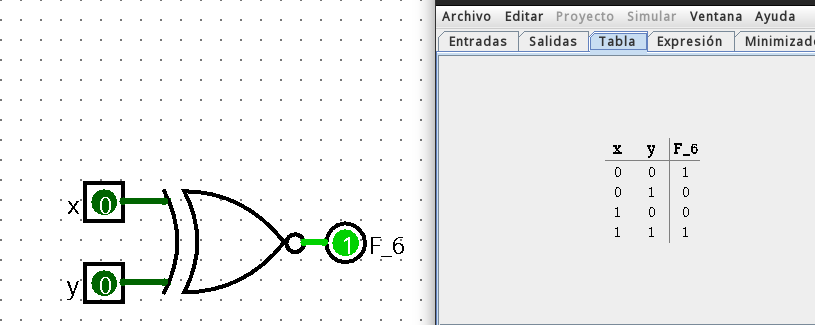 Archivo Editar Proyecto Simular Ventana Ayuda
Entradas Salidas Tabla Expresión Minimizad
x y F_6
0 0 1
0 1 0
1 0 0
1 1 1
x 0
1 F_6
y 0